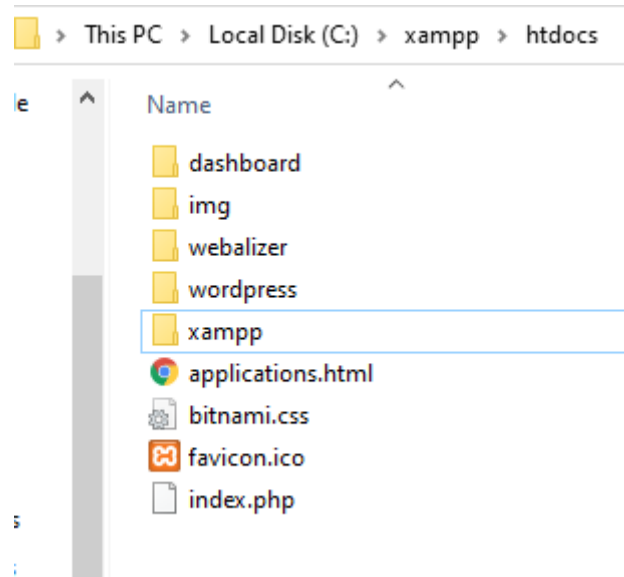 This PC > Local Disk (C:) > xampp > htdocs
le
Name
dashboard
img
webalizer
wordpress
xampp
applications.html
bitnami.css
favicon.ico
index.php
s